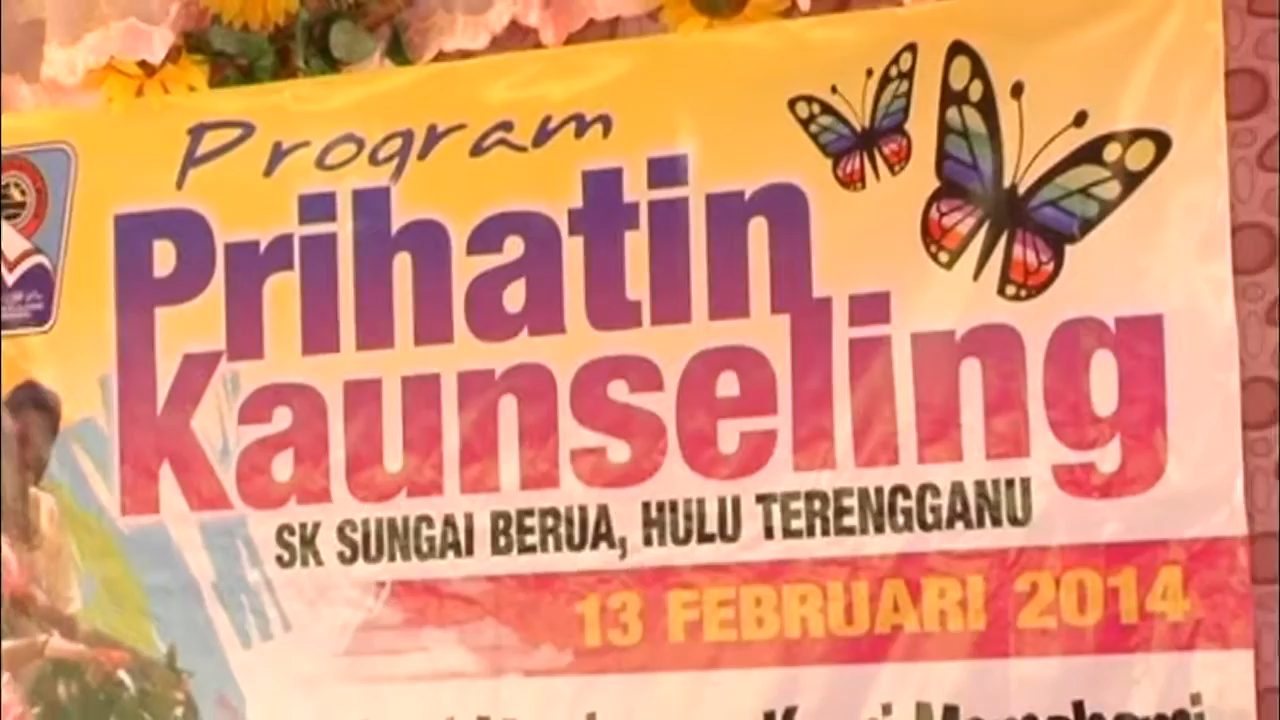 Program
Prihatin
Kaunseling
SK SUNGAI BERUA, HULU TERENGGANU
13 FEBRUARI 2014